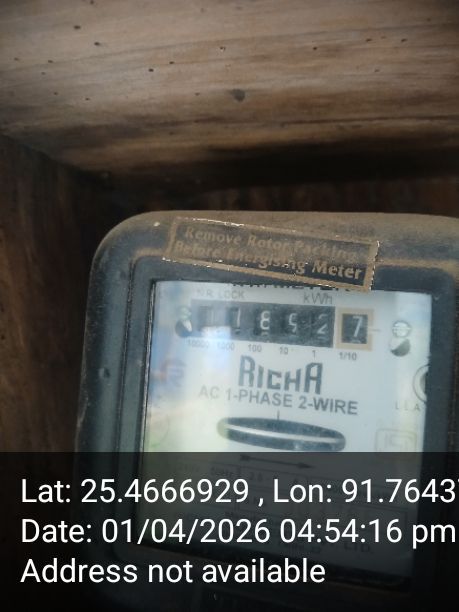 Remove Rotor Packing
Before Energising Meter
kWh
1 1 8 9 2 7
10000 1000 100 10 1 1/10
RICHA
AC 1-PHASE 2-WIRE
Lat: 25.4666929 , Lon: 91.7643
Date: 01/04/2026 04:54:16 pm
Address not available